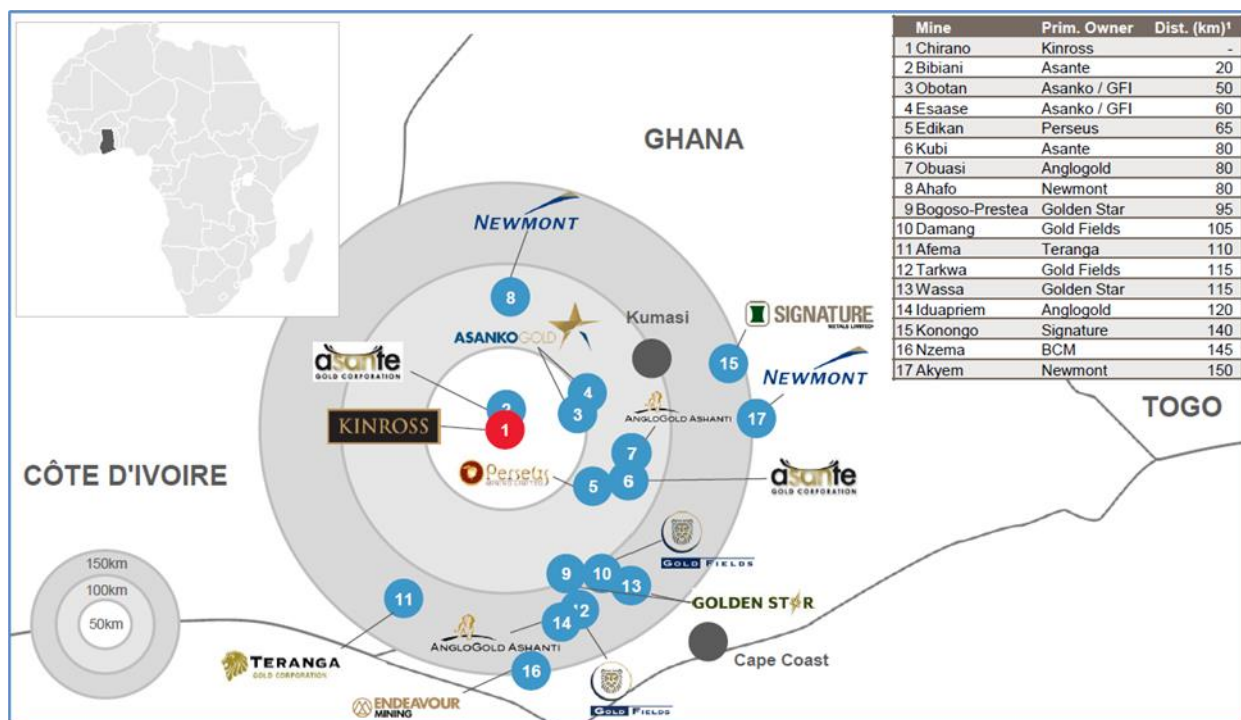 Mine Prim. Owner Dist. (km)¹
1 Chirano Kinross -
2 Bibiani Asante 20
3 Obotan Asanko / GFI 50
4 Esaase Asanko / GFI 60
5 Edikan Perseus 65
6 Kubi Asante 80
7 Obuasi Anglogold 80
8 Ahafo Newmont 80
9 Bogoso-Prestea Golden Star 95
10 Damang Gold Fields 105
11 Afema Teranga 110
12 Tarkwa Gold Fields 115
13 Wassa Golden Star 115
14 Iduapriem Anglogold 120
15 Konongo Signature 140
16 Nzema BCM 145
17 Akyem Newmont 150
GHANA
NEWMONT
8
ASANKO GOLD
Kumasi
SIGNATURE
METALS LIMITED
15
NEWMONT
asante
GOLD CORPORATION
4
3
2
KINROSS
1
ANGLOGOLD ASHANTI
17
TOGO
7
CÔTE D'IVOIRE
Perseus
5
6
asante
GOLD CORPORATION
150km
100km
50km
GOLD FIELDS
9
10
13
11
GOLDEN STAR
12
14
ANGLOGOLD ASHANTI
Cape Coast
TERANGA
GOLD CORPORATION
16
ENDEAVOUR
MINING
GOLD FIELDS